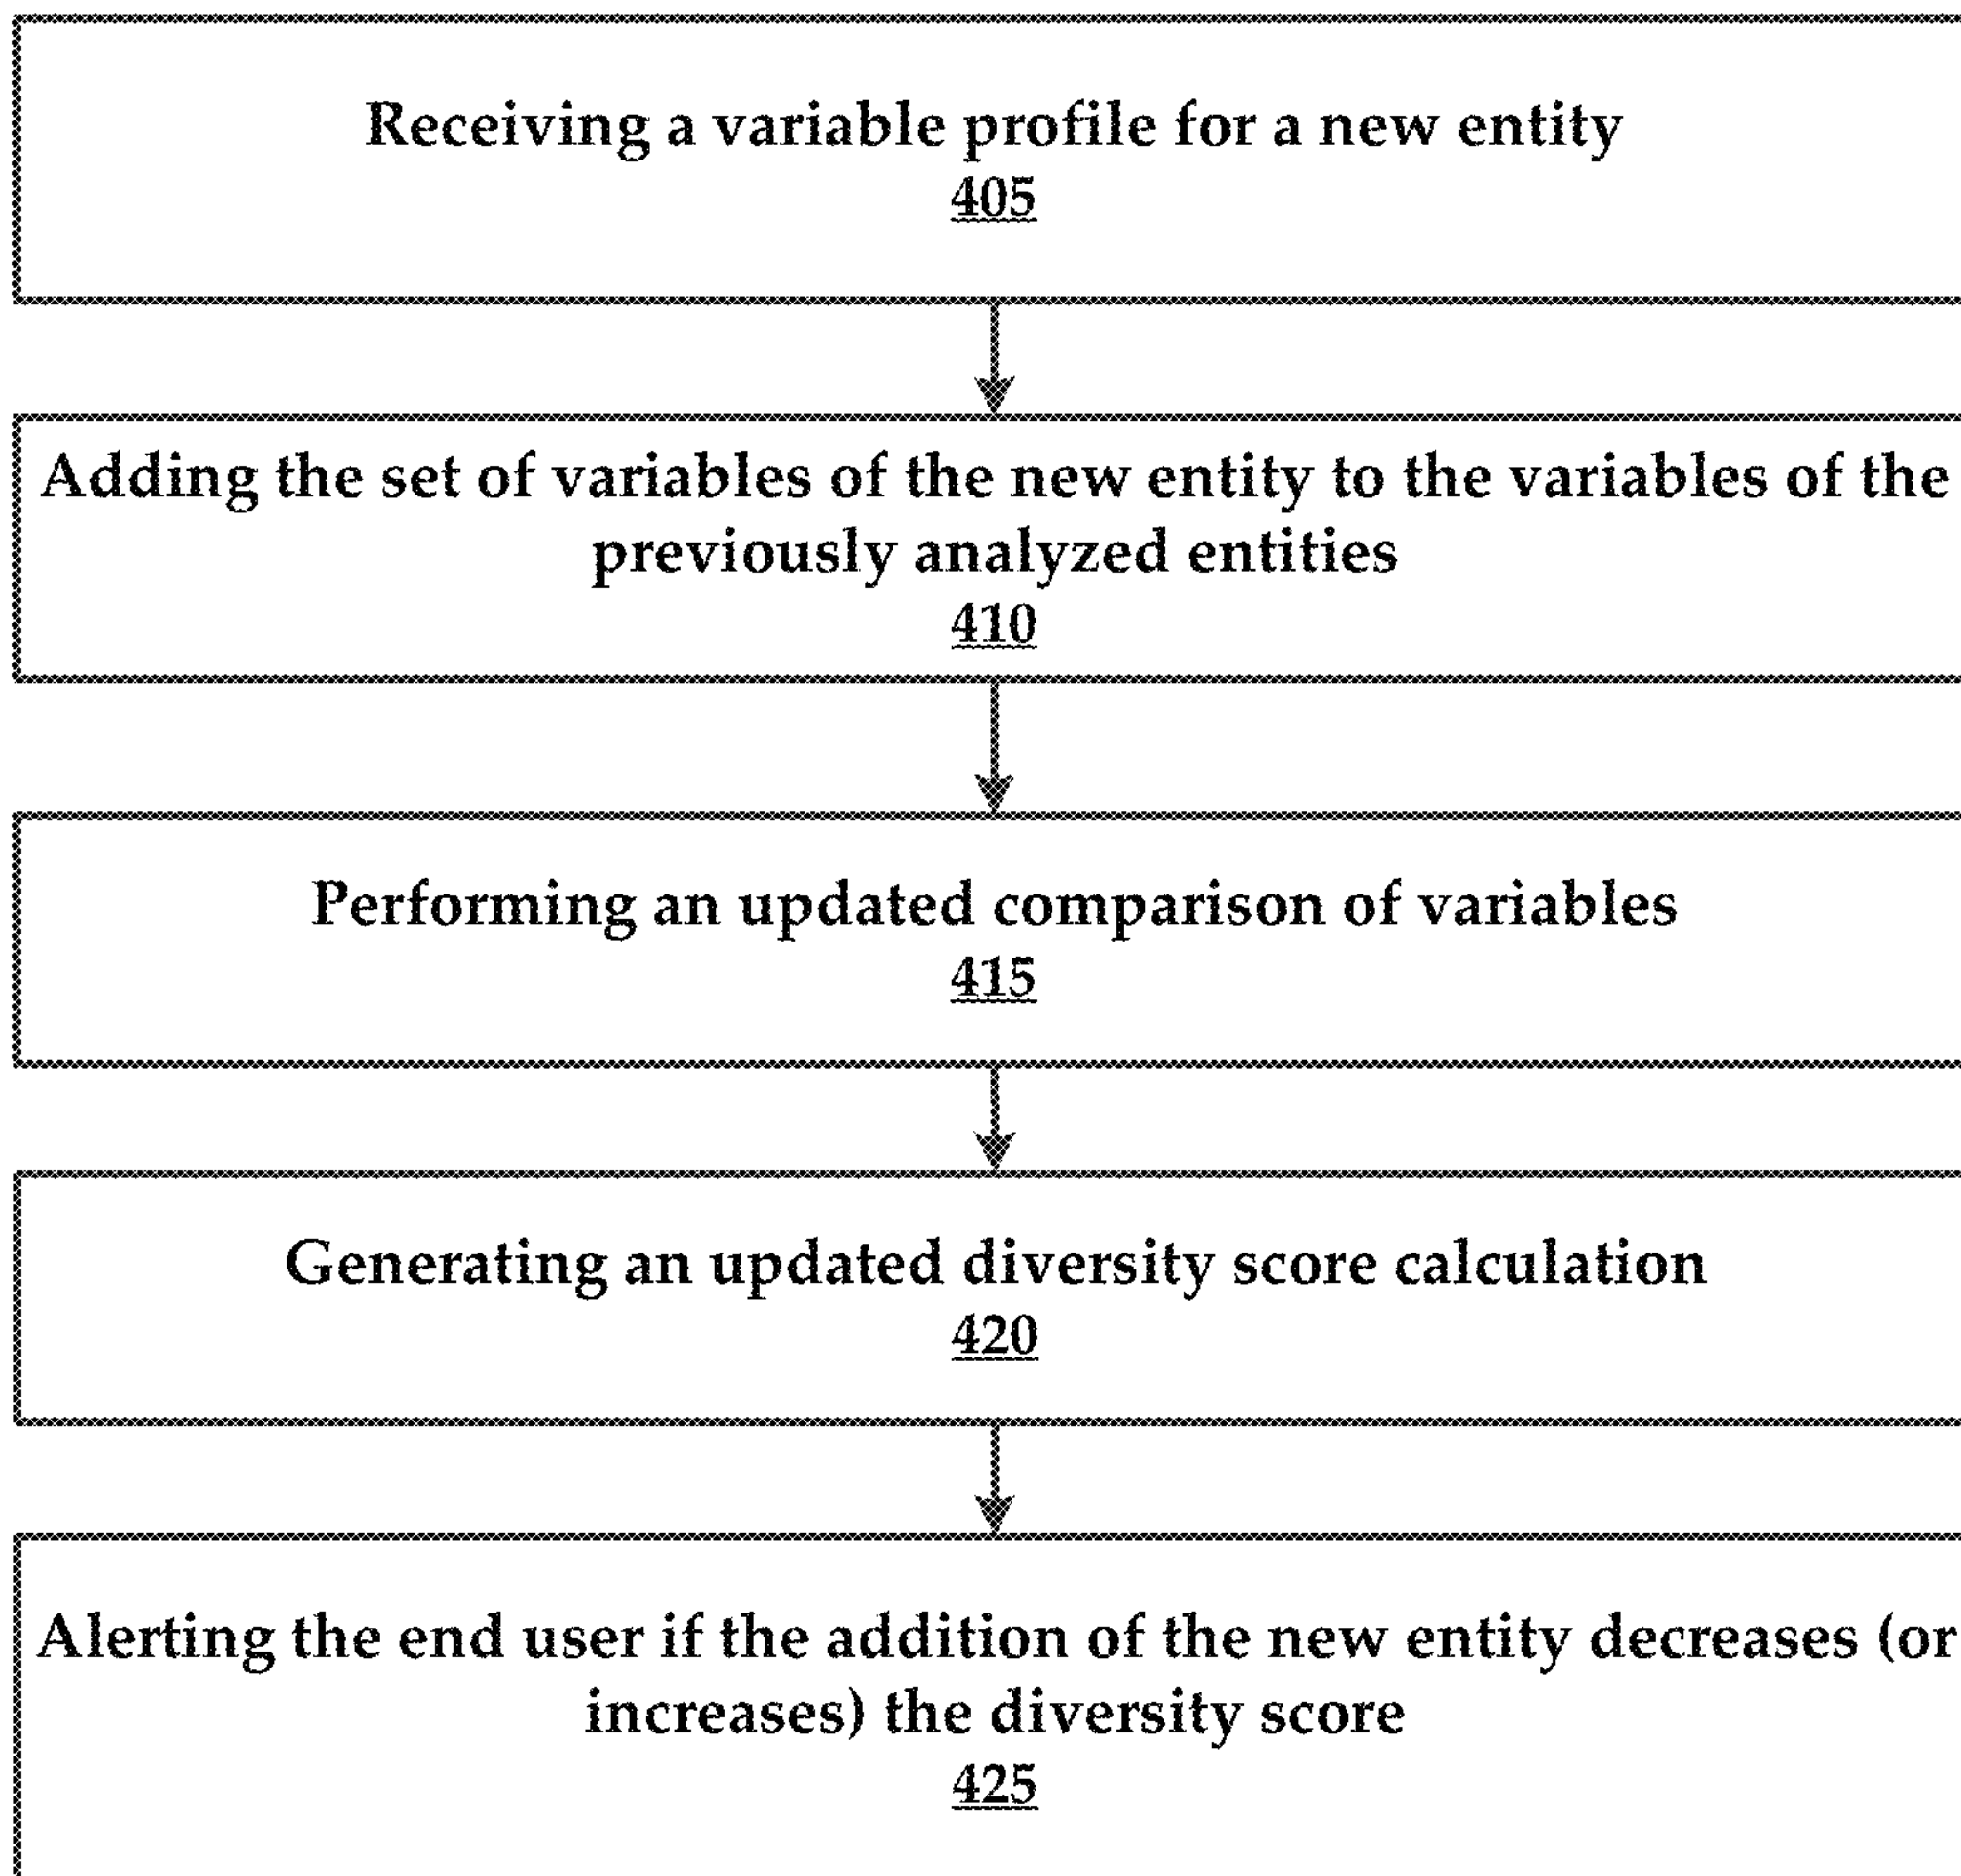 Receiving a variable profile for a new entity
405
Adding the set of variables of the new entity to the variables of the
previously analyzed entities
410
Performing an updated comparison of variables
415
Generating an updated diversity score calculation
420
Alerting the end user if the addition of the new entity decreases (or
increases) the diversity score
425